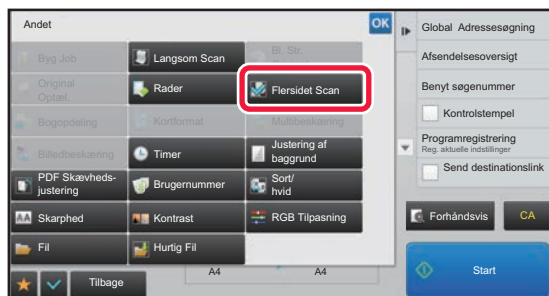 Andet
OK
Byg Job
Langsom Scan
Bl. Str.
Original
Optæl.
Rader
Flersidet Scan
Bogopdeling
Kortformat
Multibeskæring
Billedbeskæring
Timer
Justering af
baggrund
PDF Skævheds-
justering
Brugernummer
Sort/
hvid
Skarphed
Kontrast
RGB Tilpasning
Fil
Hurtig Fil
Tilbage
A4
A4
Global Adressesøgning
Afsendelsesoversigt
Benyt søgenummer
Kontrolstempel
Programregistrering
Reg. aktuelle indstillinger
Send destinationslink
Forhåndsvis
CA
Start